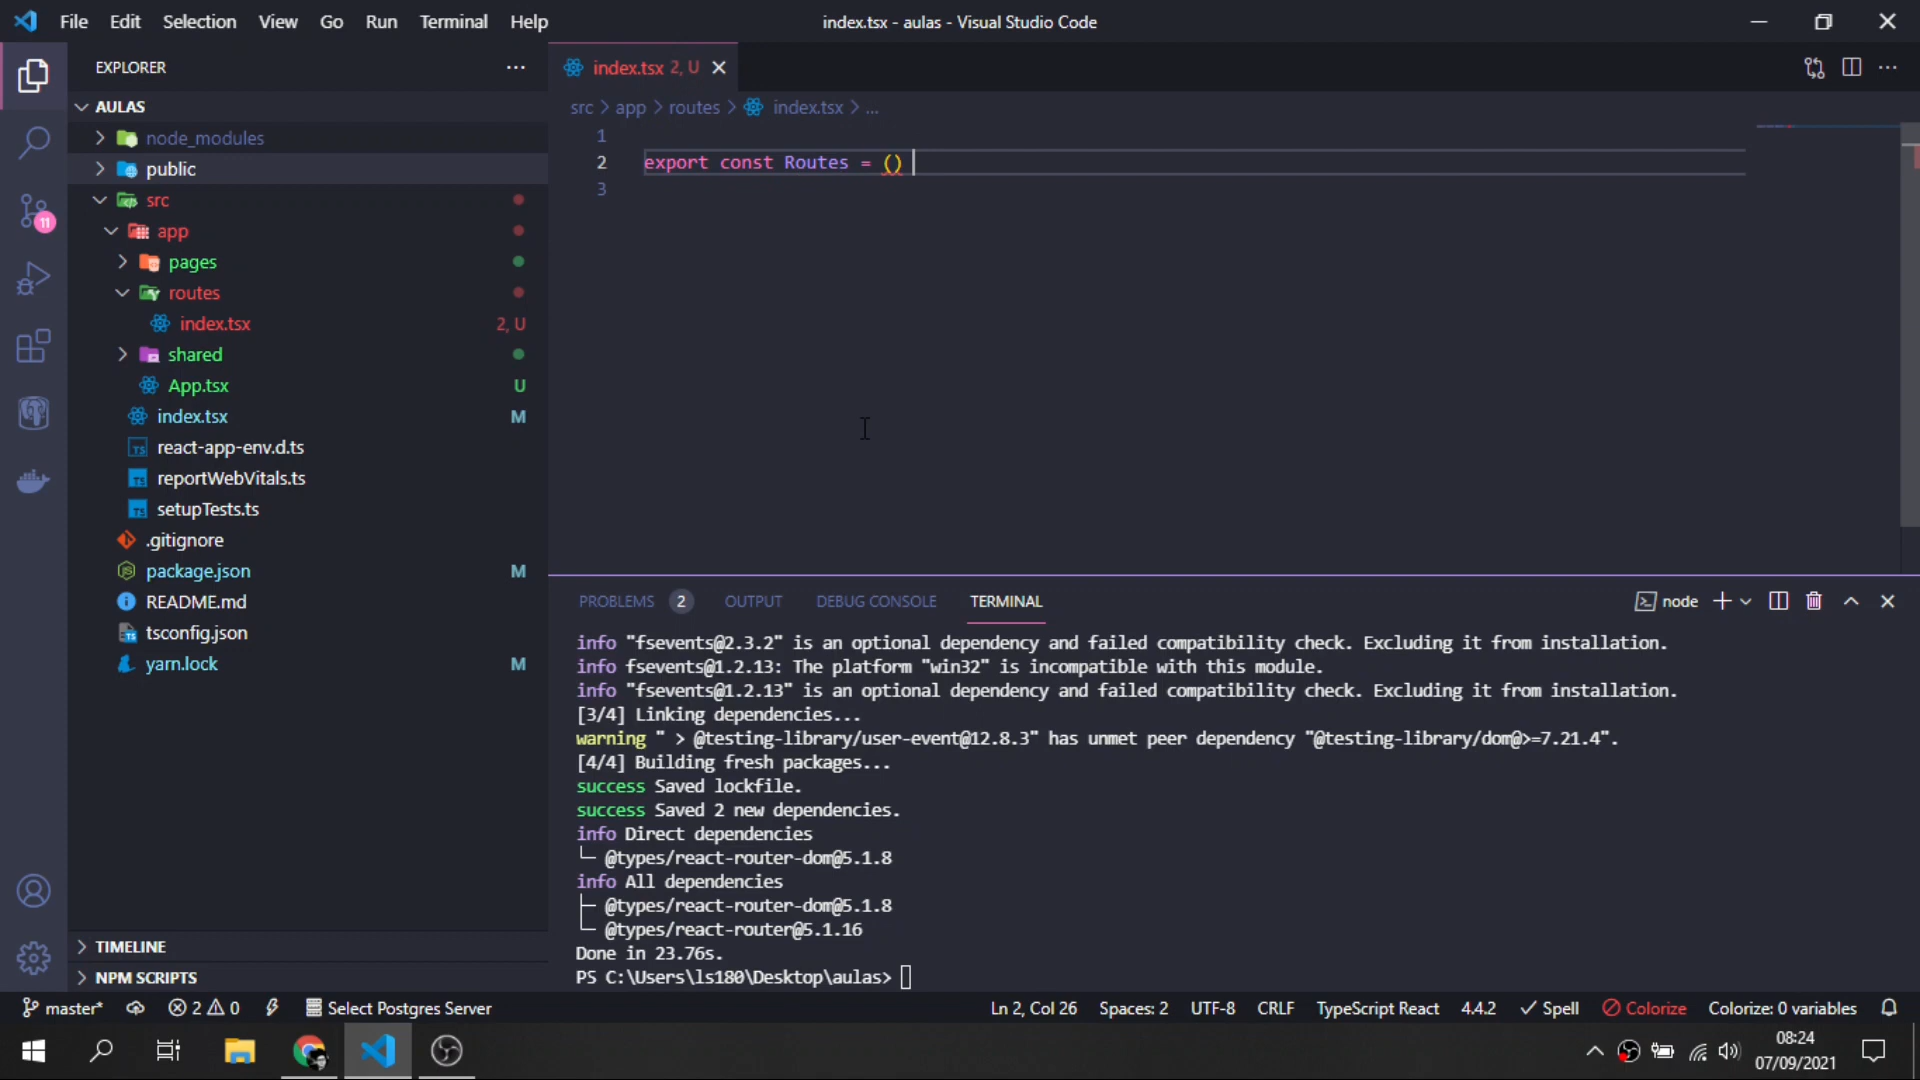 File Edit Selection View Go Run Terminal Help
index.tsx - aulas - Visual Studio Code
EXPLORER
AULAS
node_modules
public
src
app
pages
routes
index.tsx 2, U
shared
App.tsx U
index.tsx M
react-app-env.d.ts
reportWebVitals.ts
setupTests.ts
.gitignore
package.json M
README.md
tsconfig.json
yarn.lock M
TIMELINE
NPM SCRIPTS
11
index.tsx 2, U
src > app > routes > index.tsx > ...
1
2 export const Routes = ()
3
PROBLEMS 2 OUTPUT DEBUG CONSOLE TERMINAL
node
info "fsevents@2.3.2" is an optional dependency and failed compatibility check. Excluding it from installation.
info fsevents@1.2.13: The platform "win32" is incompatible with this module.
info "fsevents@1.2.13" is an optional dependency and failed compatibility check. Excluding it from installation.
[3/4] Linking dependencies...
warning " > @testing-library/user-event@12.8.3" has unmet peer dependency "@testing-library/dom@>=7.21.4".
[4/4] Building fresh packages...
success Saved lockfile.
success Saved 2 new dependencies.
info Direct dependencies
└─ @types/react-router-dom@5.1.8
info All dependencies
├─ @types/react-router-dom@5.1.8
└─ @types/react-router@5.1.16
Done in 23.76s.
PS C:\Users\ls180\Desktop\aulas>
master* 2 0 Select Postgres Server
Ln 2, Col 26 Spaces: 2 UTF-8 CRLF TypeScript React 4.4.2 Spell Colorize Colorize: 0 variables
08:24
07/09/2021